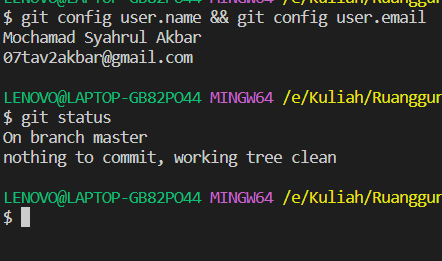 $ git config user.name && git config user.email
Mochamad Syahrul Akbar
07tav2akbar@gmail.com
LENOVO@LAPTOP-GB82PO44 MINGW64 /e/Kuliah/Ruanggur
$ git status
On branch master
nothing to commit, working tree clean
LENOVO@LAPTOP-GB82PO44 MINGW64 /e/Kuliah/Ruanggur
$